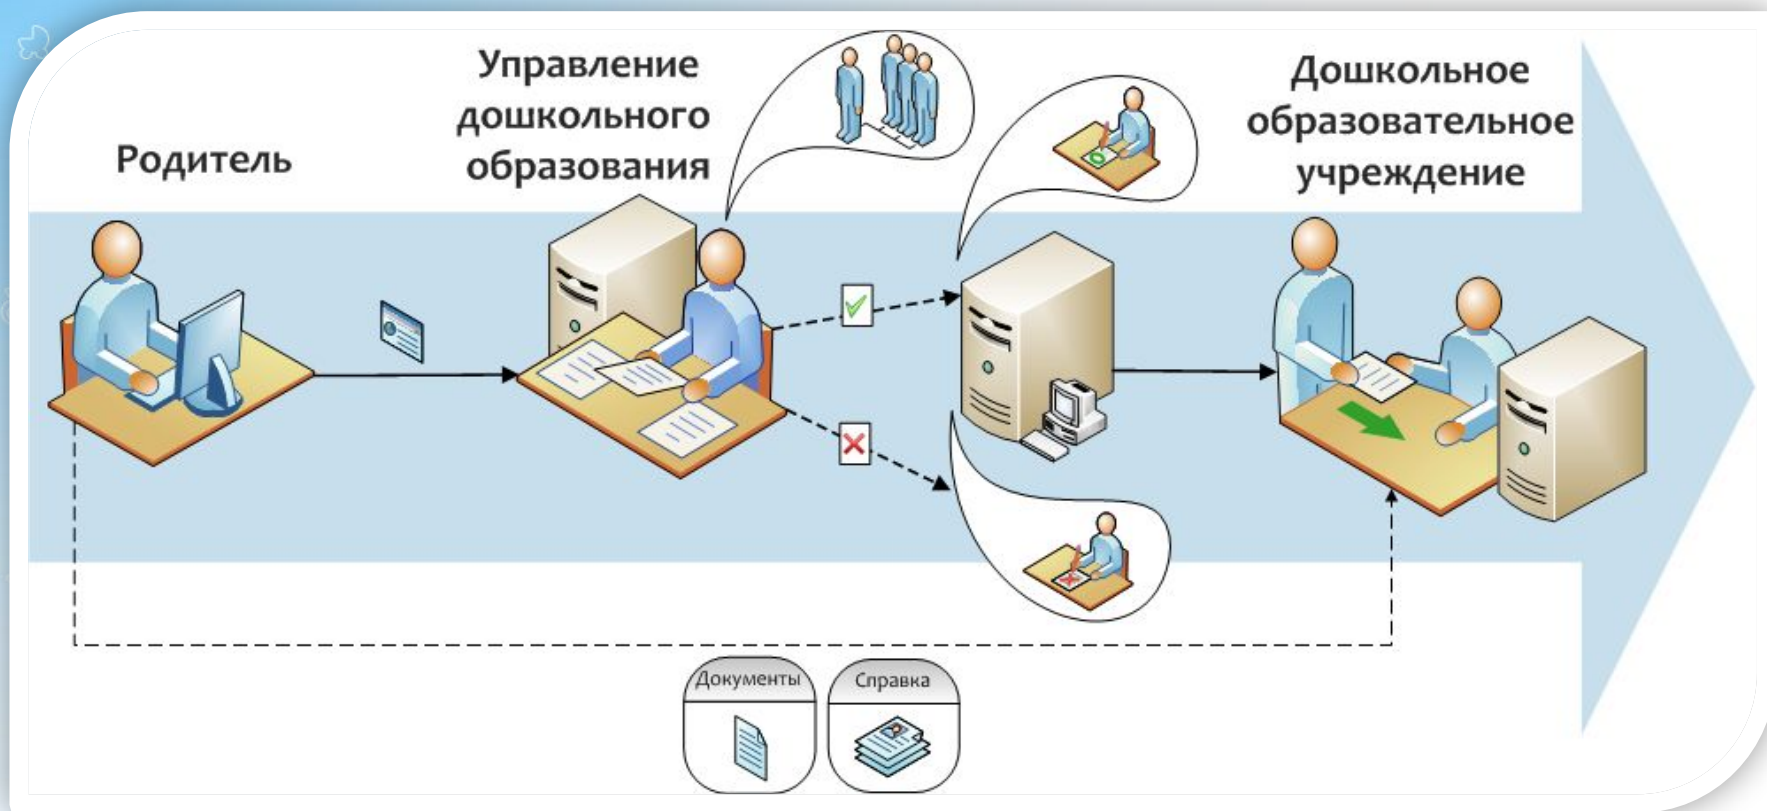 Родитель
Управление
дошкольного
образования
Дошкольное
образовательное
учреждение
Документы
Справка